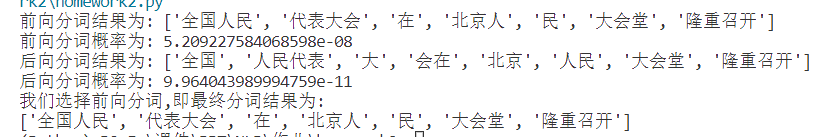 rk2\homework2.py
前向分词结果为: ['全国人民', '代表大会', '在', '北京人', '民', '大会堂', '隆重召开']
前向分词概率为: 5.209227584068598e-08
后向分词结果为: ['全国', '人民代表', '大', '会在', '北京', '人民', '大会堂', '隆重召开']
后向分词概率为: 9.964043989994759e-11
我们选择前向分词,即最终分词结果为:
['全国人民', '代表大会', '在', '北京人', '民', '大会堂', '隆重召开']